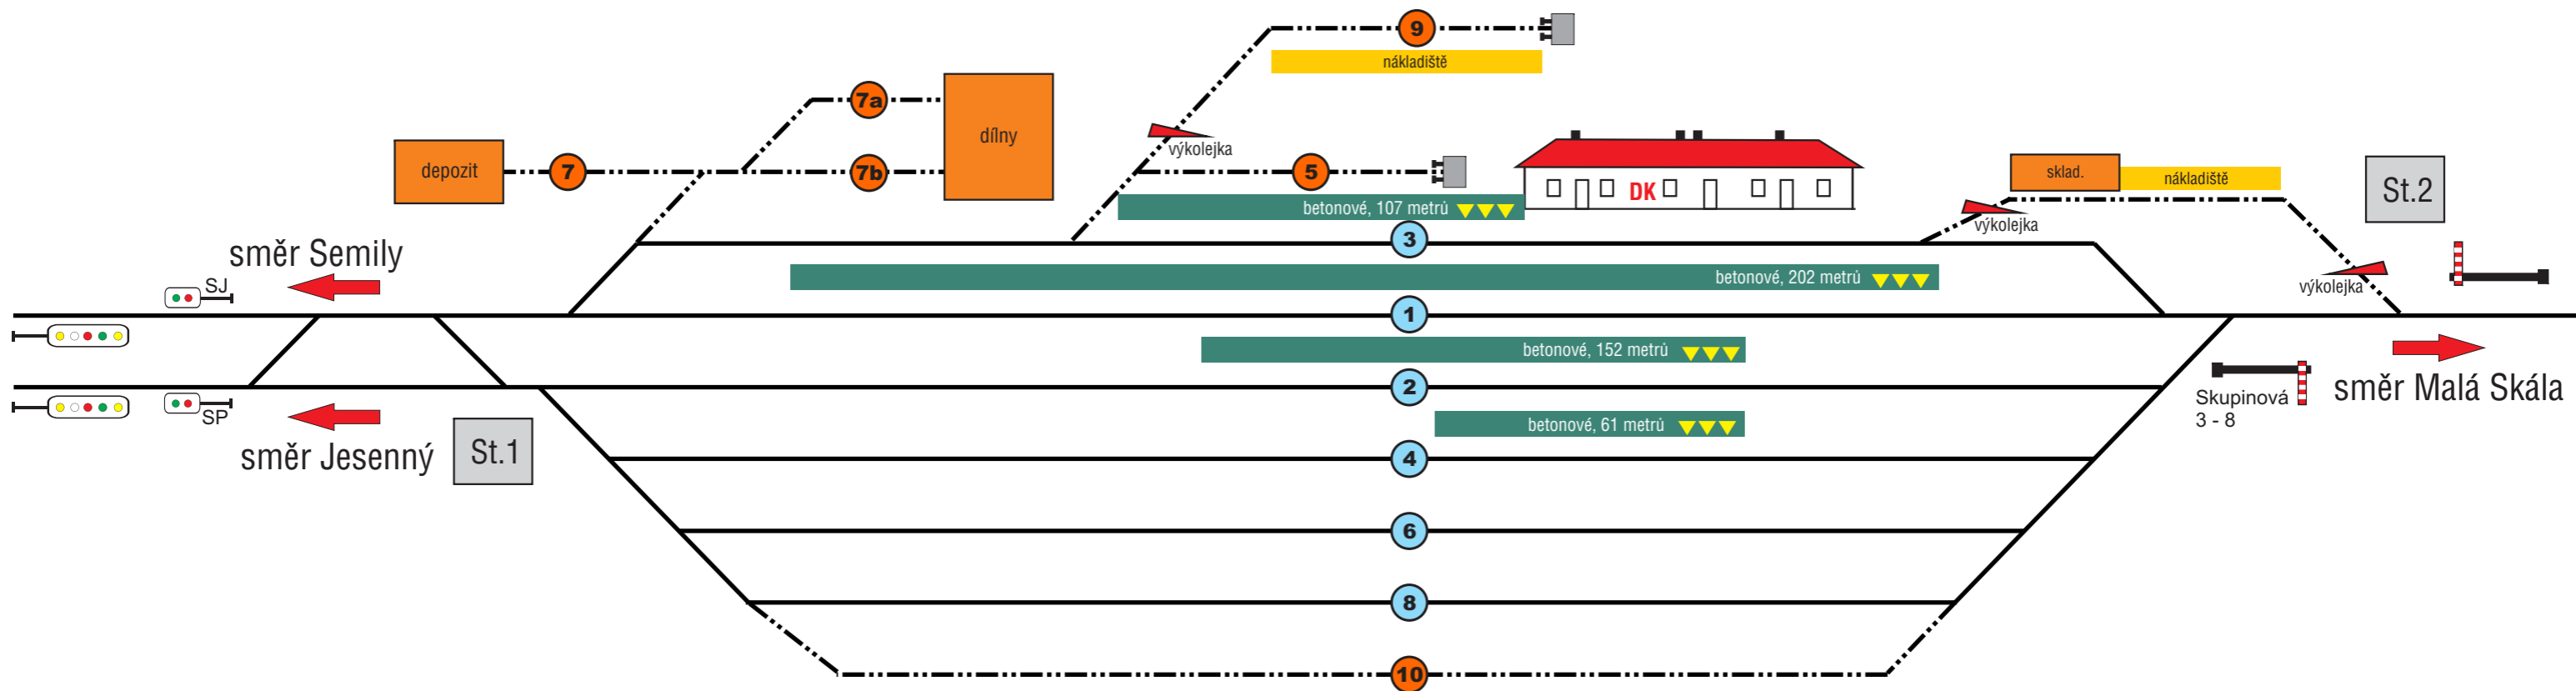 9
nákladiště
7a
dílny
depozit
7
7b
výkolejka
5
DK
sklad.
nákladiště
St.2
betonové, 107 metrů
výkolejka
3
směr Semily
SJ
betonové, 202 metrů
výkolejka
1
betonové, 152 metrů
směr Malá Skála
2
Skupinová
3 - 8
SP
směr Jesenný
St.1
betonové, 61 metrů
4
6
8
10